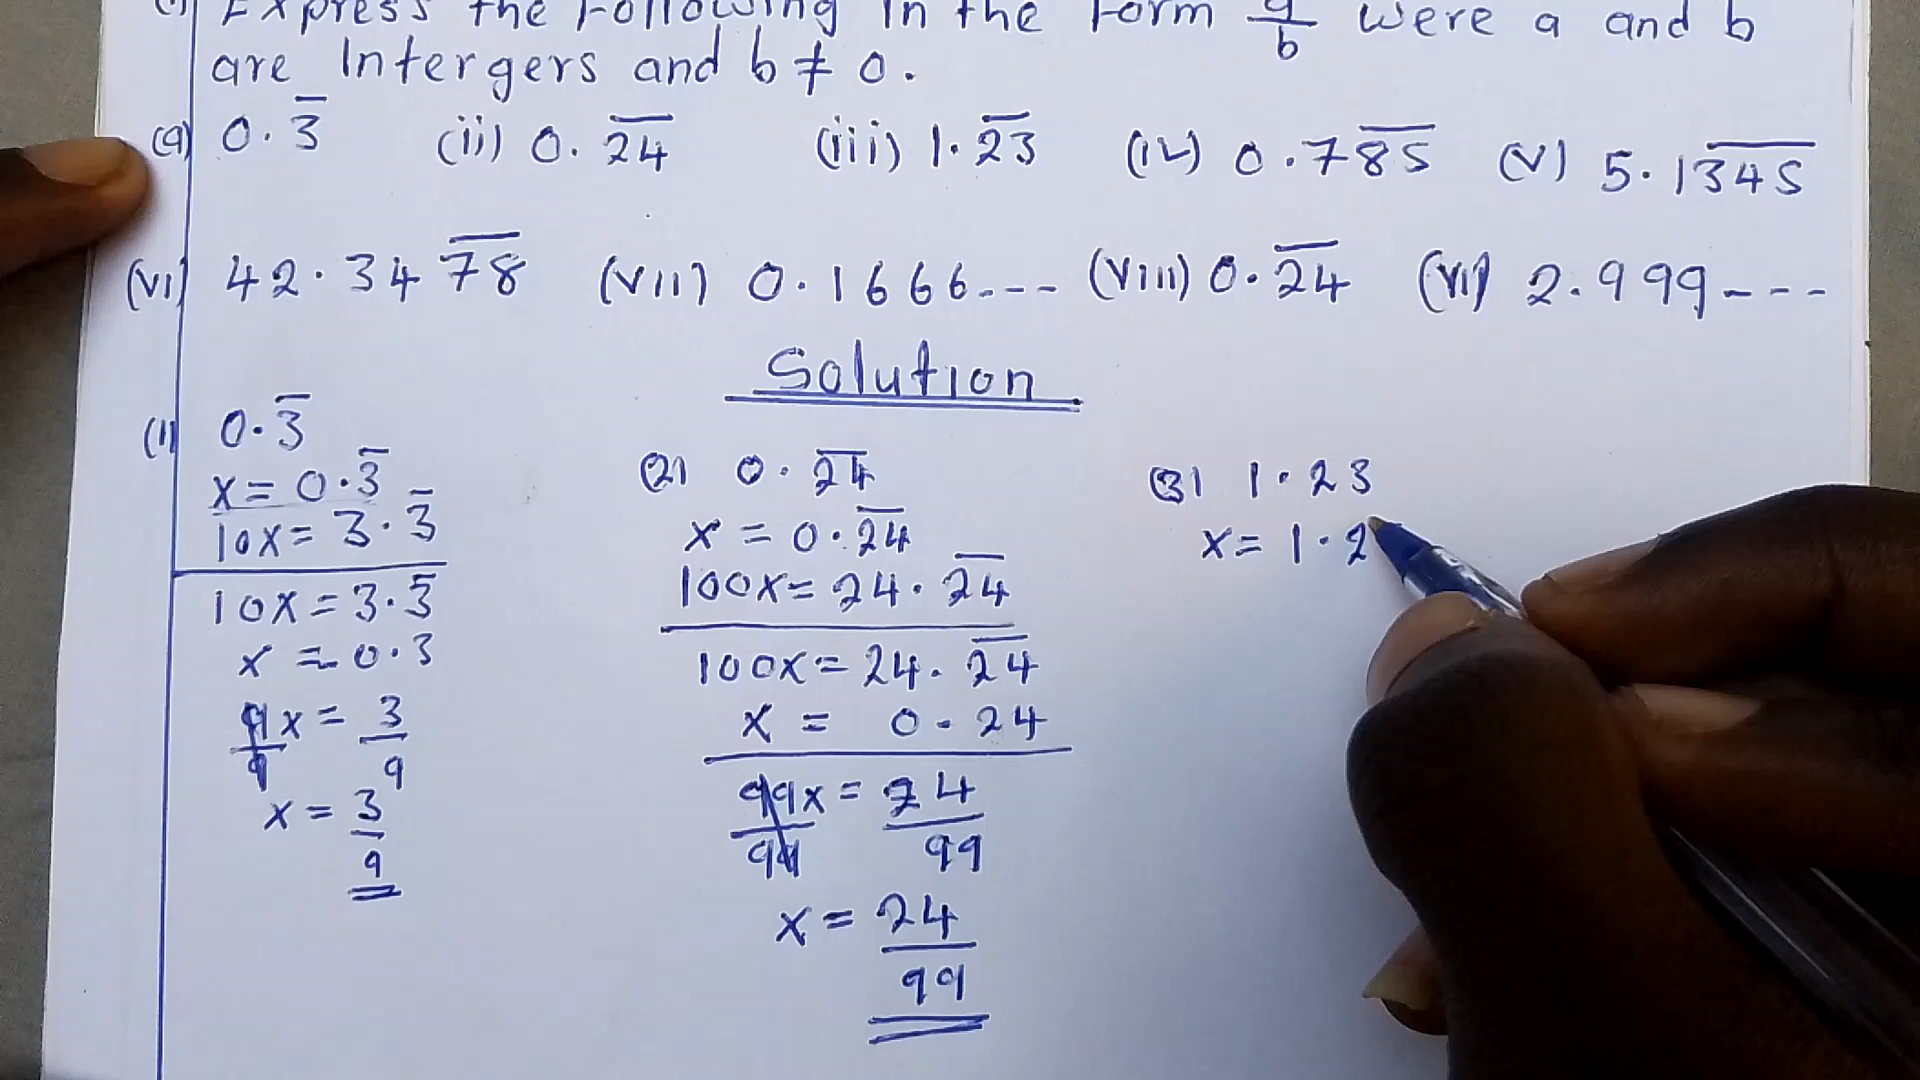 (1) Express the Following in the form a/b were a and b
are Intergers and b ≠ 0.
(a) 0.3̅ (ii) 0.2̅4̅ (iii) 1.2̅3̅ (iv) 0.78̅5̅ (v) 5.13̅4̅5̅
(vi) 42.347̅8̅ (vii) 0.1666--- (viii) 0.2̅4̅ (vi) 2.999---
Solution
(1) 0.3̅
x = 0.3̅
10x = 3.3̅
10x = 3.3̅
x = 0.3
9x/9 = 3/9
x = 3/9
(2) 0.2̅4̅
x = 0.2̅4̅
100x = 24.2̅4̅
100x = 24.2̅4̅
x = 0.24
99x/99 = 24/99
x = 24/99
(3) 1.23
x = 1.2